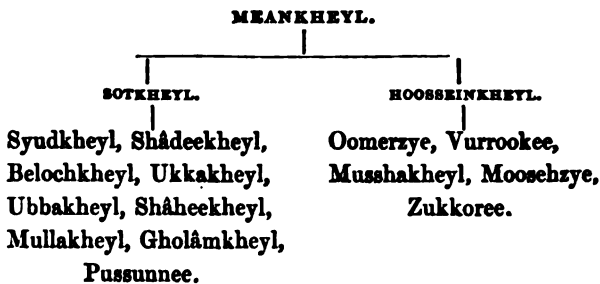 MEANKHEYL.
SOTKHEYL.
Syudkheyl, Shâdeekheyl,
Belochkheyl, Ukkakheyl,
Ubbakheyl, Shâheekheyl,
Mullakheyl, Gholâmkheyl,
Pussunnee.
HOOSSEINKHEYL.
Oomerzye, Vurrookee,
Musshakheyl, Moosehzye,
Zukkoree.